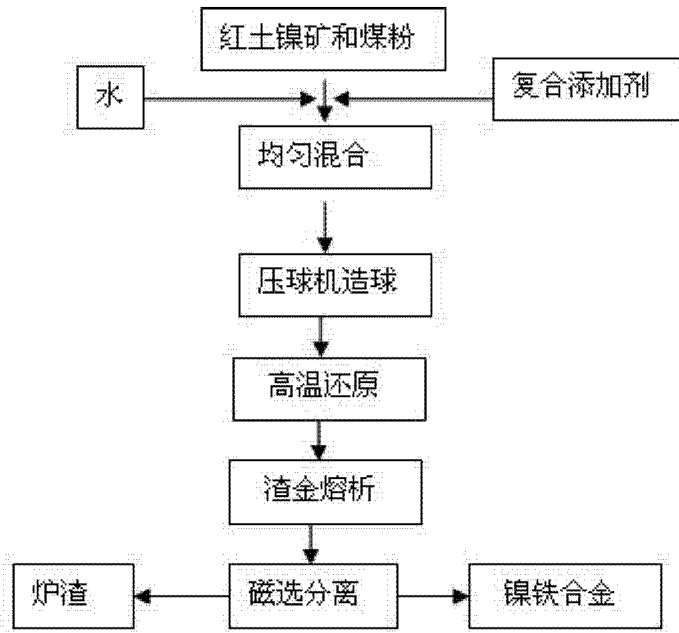 红土镍矿和煤粉
水
复合添加剂
均匀混合
压球机造球
高温还原
渣金熔析
炉渣
磁选分离
镍铁合金